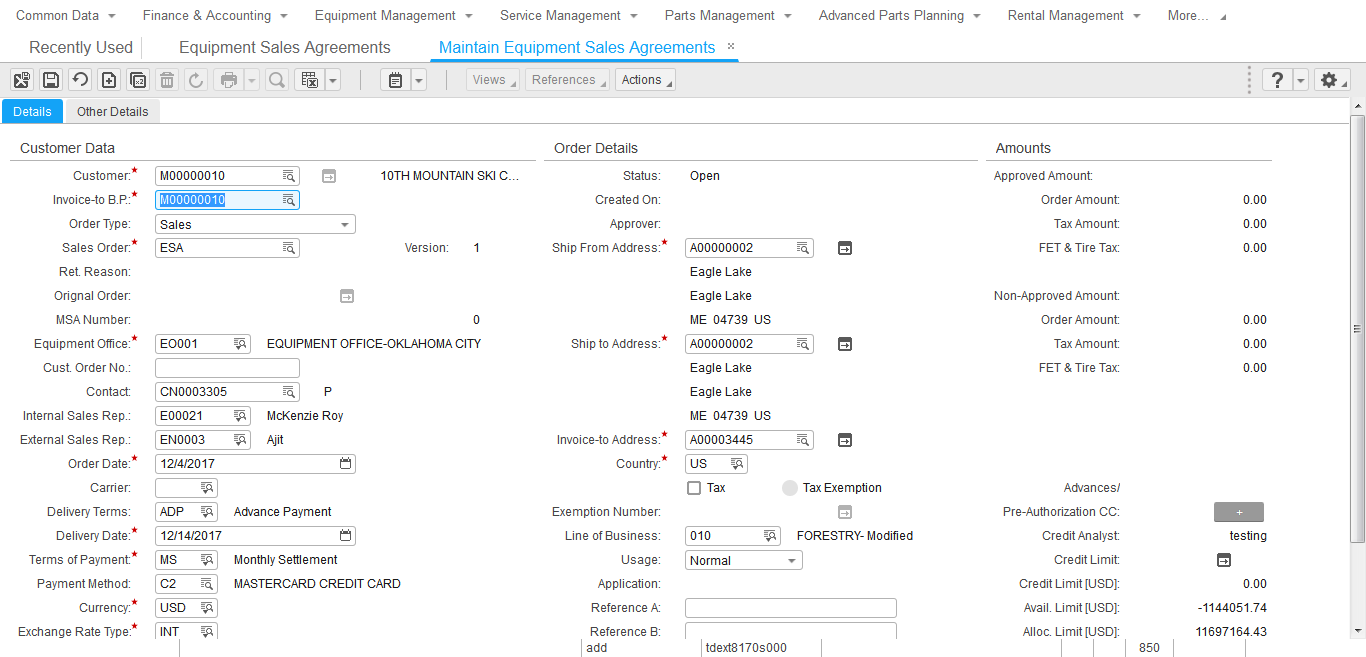 Common Data Finance & Accounting Equipment Management Service Management Parts Management Advanced Parts Planning Rental Management More...
Recently Used Equipment Sales Agreements Maintain Equipment Sales Agreements ×
Views References Actions ?
Details Other Details
Customer Data
Customer:* M00000010 10TH MOUNTAIN SKI C...
Invoice-to B.P.:* M00000010
Order Type: Sales
Sales Order:* ESA Version: 1
Ret. Reason:
Orignal Order:
MSA Number: 0
Equipment Office:* EO001 EQUIPMENT OFFICE-OKLAHOMA CITY
Cust. Order No.:
Contact: CN0003305 P
Internal Sales Rep.: E00021 McKenzie Roy
External Sales Rep.: EN0003 Ajit
Order Date:* 12/4/2017
Carrier:
Delivery Terms: ADP Advance Payment
Delivery Date:* 12/14/2017
Terms of Payment:* MS Monthly Settlement
Payment Method: C2 MASTERCARD CREDIT CARD
Currency:* USD
Exchange Rate Type:* INT
Order Details
Status: Open
Created On:
Approver:
Ship From Address:* A00000002
Eagle Lake
Eagle Lake
ME 04739 US
Ship to Address:* A00000002
Eagle Lake
Eagle Lake
ME 04739 US
Invoice-to Address:* A00003445
Country:* US
Tax Tax Exemption
Exemption Number:
Line of Business: 010 FORESTRY- Modified
Usage: Normal
Application:
Reference A:
Reference B:
Amounts
Approved Amount:
Order Amount: 0.00
Tax Amount: 0.00
FET & Tire Tax: 0.00
Non-Approved Amount:
Order Amount: 0.00
Tax Amount: 0.00
FET & Tire Tax: 0.00
Advances/
Pre-Authorization CC: +
Credit Analyst: testing
Credit Limit:
Credit Limit [USD]: 0.00
Avail. Limit [USD]: -1144051.74
Alloc. Limit [USD]: 11697164.43
add tdext8170s000 850